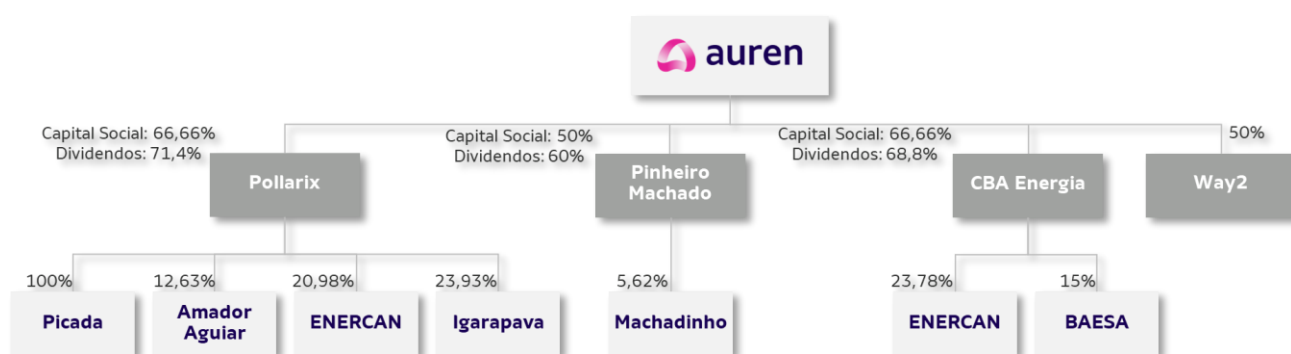 auren
Capital Social: 66,66%
Dividendos: 71,4%
Capital Social: 50%
Dividendos: 60%
Capital Social: 66,66%
Dividendos: 68,8%
50%
Pollarix
Pinheiro
Machado
CBA Energia
Way2
100%
12,63%
20,98%
23,93%
5,62%
23,78%
15%
Picada
Amador
Aguiar
ENERCAN
Igarapava
Machadinho
ENERCAN
BAESA